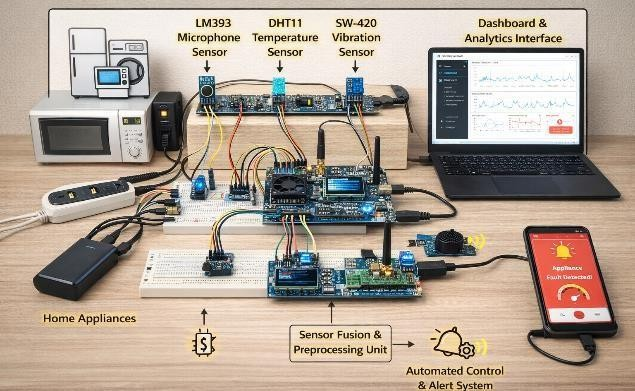 LM393
Microphone
Sensor
DHT11
Temperature
Sensor
SW-420
Vibration
Sensor
Dashboard &
Analytics Interface
Home Appliances
$
Sensor Fusion &
Preprocessing Unit
Automated Control
& Alert System
Appliance
Fault Detected!